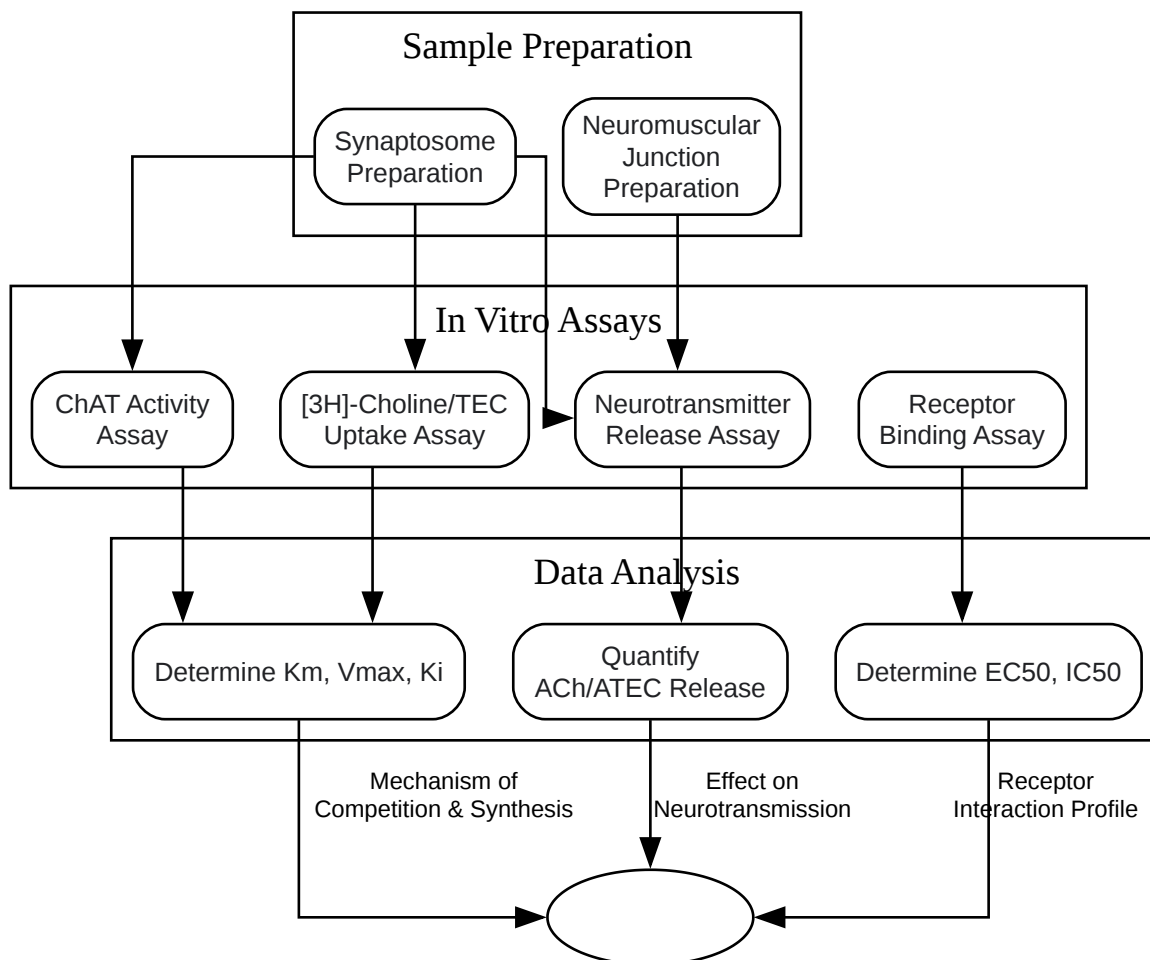 Sample Preparation
Synaptosome
Preparation
Neuromuscular
Junction
Preparation
In Vitro Assays
ChAT Activity
Assay
[3H]-Choline/TEC
Uptake Assay
Neurotransmitter
Release Assay
Receptor
Binding Assay
Data Analysis
Determine Km, Vmax, Ki
Quantify
ACh/ATEC Release
Determine EC50, IC50
Mechanism of
Competition & Synthesis
Effect on
Neurotransmission
Receptor
Interaction Profile